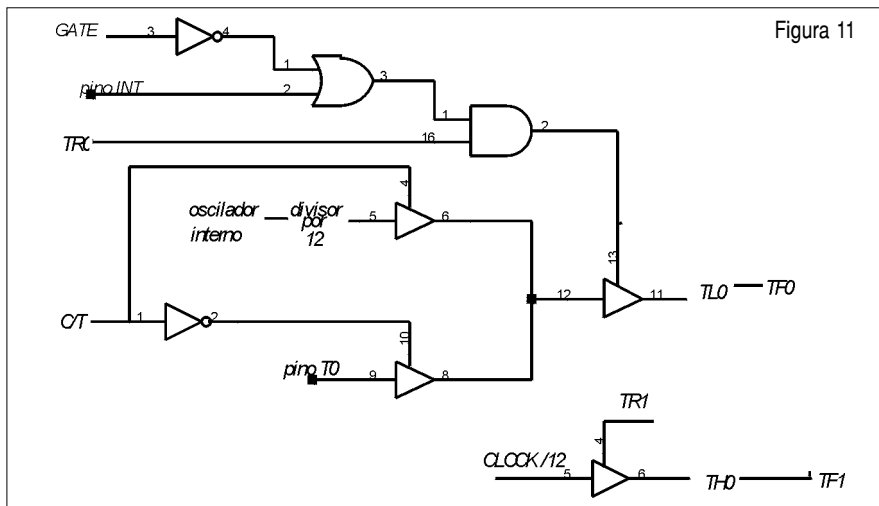 Figura 11
GATE
3
4
1
pino INT
2
3
1
2
TR0
16
4
oscilador
interno
divisor
por
12
5
6
13
12
11
TL0
TF0
C/T
1
2
10
pino T0
9
8
TR1
4
CLOCK /12
5
6
TH0
TF1